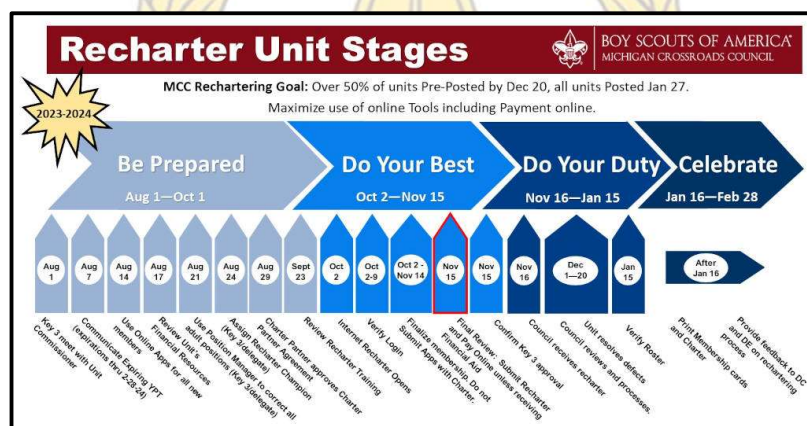 Recharter Unit Stages
BOY SCOUTS OF AMERICA®
MICHIGAN CROSSROADS COUNCIL
MCC Rechartering Goal: Over 50% of units Pre-Posted by Dec 20, all units Posted Jan 27.
Maximize use of online Tools including Payment online.
2023-2024
Be Prepared
Aug 1—Oct 1
Do Your Best
Oct 2—Nov 15
Do Your Duty
Nov 16—Jan 15
Celebrate
Jan 16—Feb 28
Aug
1
Aug
7
Aug
14
Aug
17
Aug
21
Aug
24
Aug
29
Sept
23
Oct
2
Oct
2-9
Oct 2 -
Nov 14
Nov
15
Nov
15
Nov
16
Dec
1—20
Jan
15
After
Jan 16
Key 3 meet with Unit
Commissioner
Communicate Expiring YPT
(expirations thru 2-28-24)
Use Online Apps for all new
members
Review Unit's
Financial Resources
Use Position Manager to correct all
adult positions (Key 3/delegate)
Assign Recharter Champion
(Key 3/delegate)
Charter Partner approves Charter
Partner Agreement
Review Recharter Training
Internet Recharter Opens
Verify Login
Finalize membership. Do not
Submit Apps with Charter.
Final Review: Submit Recharter
and Pay Online unless receiving
Financial Aid
Confirm Key 3 approval
Council receives recharter
Council reviews and processes.
Unit resolves defects
Verify Roster
Print Membership cards
and Charter
Provide feedback to DC
and DE on rechartering
process